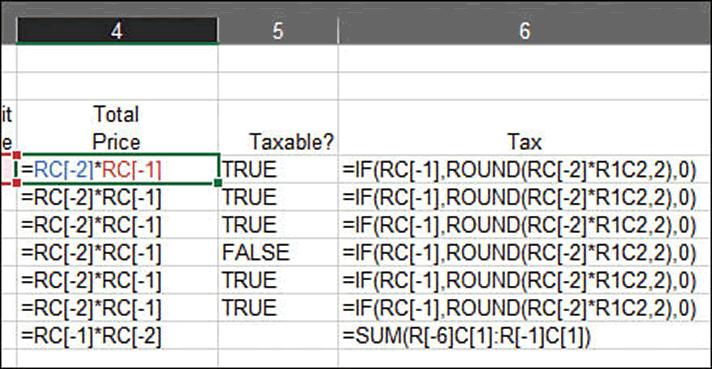 4 5 6
it Total
e Price Taxable? Tax
=RC[-2]*RC[-1] TRUE =IF(RC[-1],ROUND(RC[-2]*R1C2,2),0)
=RC[-2]*RC[-1] TRUE =IF(RC[-1],ROUND(RC[-2]*R1C2,2),0)
=RC[-2]*RC[-1] TRUE =IF(RC[-1],ROUND(RC[-2]*R1C2,2),0)
=RC[-2]*RC[-1] FALSE =IF(RC[-1],ROUND(RC[-2]*R1C2,2),0)
=RC[-2]*RC[-1] TRUE =IF(RC[-1],ROUND(RC[-2]*R1C2,2),0)
=RC[-2]*RC[-1] TRUE =IF(RC[-1],ROUND(RC[-2]*R1C2,2),0)
=RC[-1]*RC[-2] =SUM(R[-6]C[1]:R[-1]C[1])